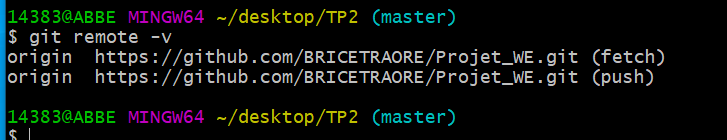 14383@ABBE MINGW64 ~/desktop/TP2 (master)
$ git remote -v
origin  https://github.com/BRICETRAORE/Projet_WE.git (fetch)
origin  https://github.com/BRICETRAORE/Projet_WE.git (push)
14383@ABBE MINGW64 ~/desktop/TP2 (master)
$